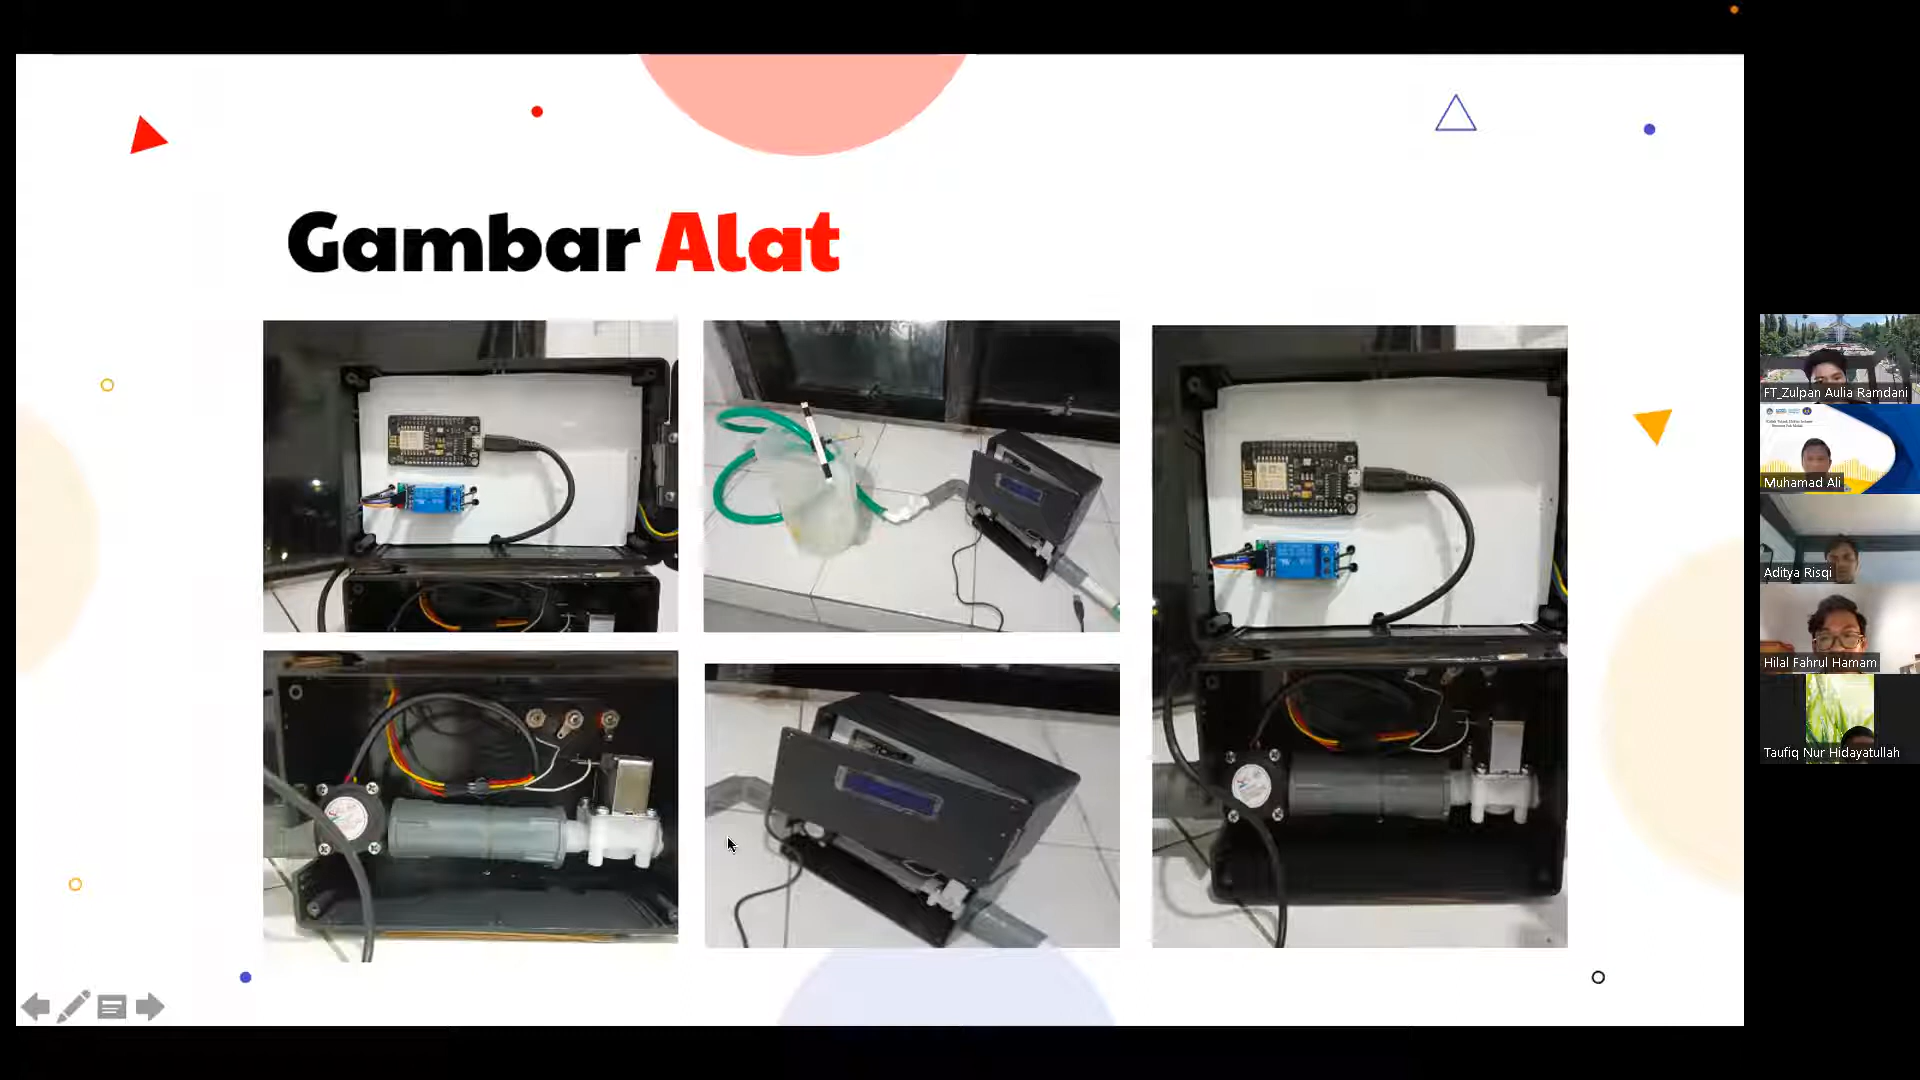 Gambar Alat
FT_Zulpan Aulia Ramdani
Muhamad Ali
Aditya Risqi
Hilal Fahrul Hamam
Taufiq Nur Hidayatullah